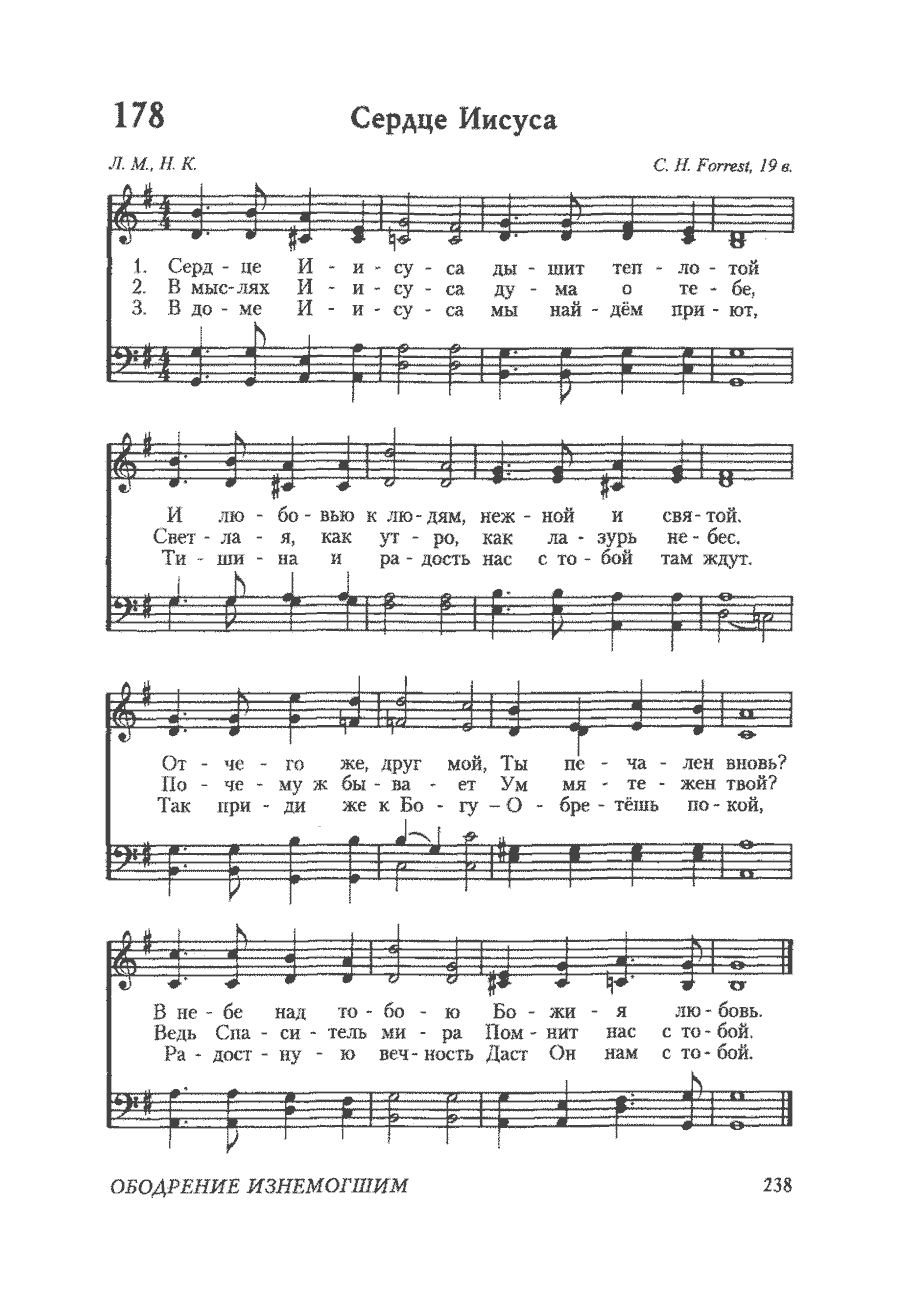 178
Сердце Иисуса
Л. М., Н. К.
С. Н. Forrest, 19 в.
1. Серд - це И - и - су - са ды - шит теп - ло - той
2. В мыс-лях И - и - су - са ду - ма о те - бе,
3. В до - ме И - и - су - са мы най - дём при - ют,
И лю - бо - вью к лю - дям, неж - ной и свя - той.
Свет - ла - я, как ут - ро, как ла - зурь не - бес.
Ти - ши - на и ра - дость нас с то - бой там ждут.
От - че - го же, друг мой, Ты пе - ча - лен вновь?
По - че - му ж бы - ва - ет Ум мя - те - жен твой?
Так при - ди же к Бо - гу – О - бре - тёшь по - кой,
В не - бе над то - бо - ю Бо - жи - я лю - бовь.
Ведь Спа - си - тель ми - ра Пом - нит нас с то - бой.
Ра - дост - ну - ю веч - ность Даст Он нам с то - бой.
ОБОДРЕНИЕ ИЗНЕМОГШИМ
238